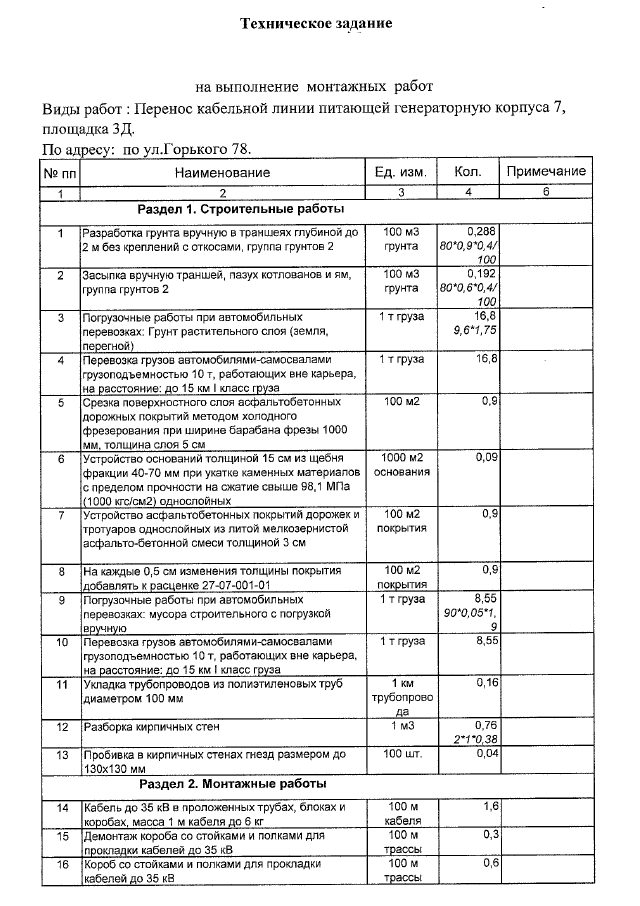 Техническое задание
на выполнение монтажных работ
Виды работ : Перенос кабельной линии питающей генераторную корпуса 7,
площадка 3Д.
По адресу: по ул.Горького 78.
№ пп Наименование Ед. изм. Кол. Примечание
1 2 3 4 6
Раздел 1. Строительные работы
1 Разработка грунта вручную в траншеях глубиной до 100 м3 0,288
2 м без креплений с откосами, группа грунтов 2 грунта 80*0,9*0,4/
100
2 Засыпка вручную траншей, пазух котлованов и ям, 100 м3 0,192
группа грунтов 2 грунта 80*0,6*0,4/
100
3 Погрузочные работы при автомобильных 1 т груза 16,8
перевозках: Грунт растительного слоя (земля, 9,6*1,75
перегной)
4 Перевозка грузов автомобилями-самосвалами 1 т груза 16,8
грузоподъемностью 10 т, работающих вне карьера,
на расстояние: до 15 км I класс груза
5 Срезка поверхностного слоя асфальтобетонных 100 м2 0,9
дорожных покрытий методом холодного
фрезерования при ширине барабана фрезы 1000
мм, толщина слоя 5 см
6 Устройство оснований толщиной 15 см из щебня 1000 м2 0,09
фракции 40-70 мм при укатке каменных материалов основания
с пределом прочности на сжатие свыше 98,1 МПа
(1000 кгс/см2) однослойных
7 Устройство асфальтобетонных покрытий дорожек и 100 м2 0,9
тротуаров однослойных из литой мелкозернистой покрытия
асфальто-бетонной смеси толщиной 3 см
8 На каждые 0,5 см изменения толщины покрытия 100 м2 0,9
добавлять к расценке 27-07-001-01 покрытия
9 Погрузочные работы при автомобильных 1 т груза 8,55
перевозках: мусора строительного с погрузкой 90*0,05*1,
вручную 9
10 Перевозка грузов автомобилями-самосвалами 1 т груза 8,55
грузоподъемностью 10 т, работающих вне карьера,
на расстояние: до 15 км I класс груза
11 Укладка трубопроводов из полиэтиленовых труб 1 км 0,16
диаметром 100 мм трубопрово
да
12 Разборка кирпичных стен 1 м3 0,76
2*1*0,38
13 Пробивка в кирпичных стенах гнезд размером до 100 шт. 0,04
130х130 мм
Раздел 2. Монтажные работы
14 Кабель до 35 кВ в проложенных трубах, блоках и 100 м 1,6
коробах, масса 1 м кабеля до 6 кг кабеля
15 Демонтаж короба со стойками и полками для 100 м 0,3
прокладки кабелей до 35 кВ трассы
16 Короб со стойками и полками для прокладки 100 м 0,6
кабелей до 35 кВ трассы